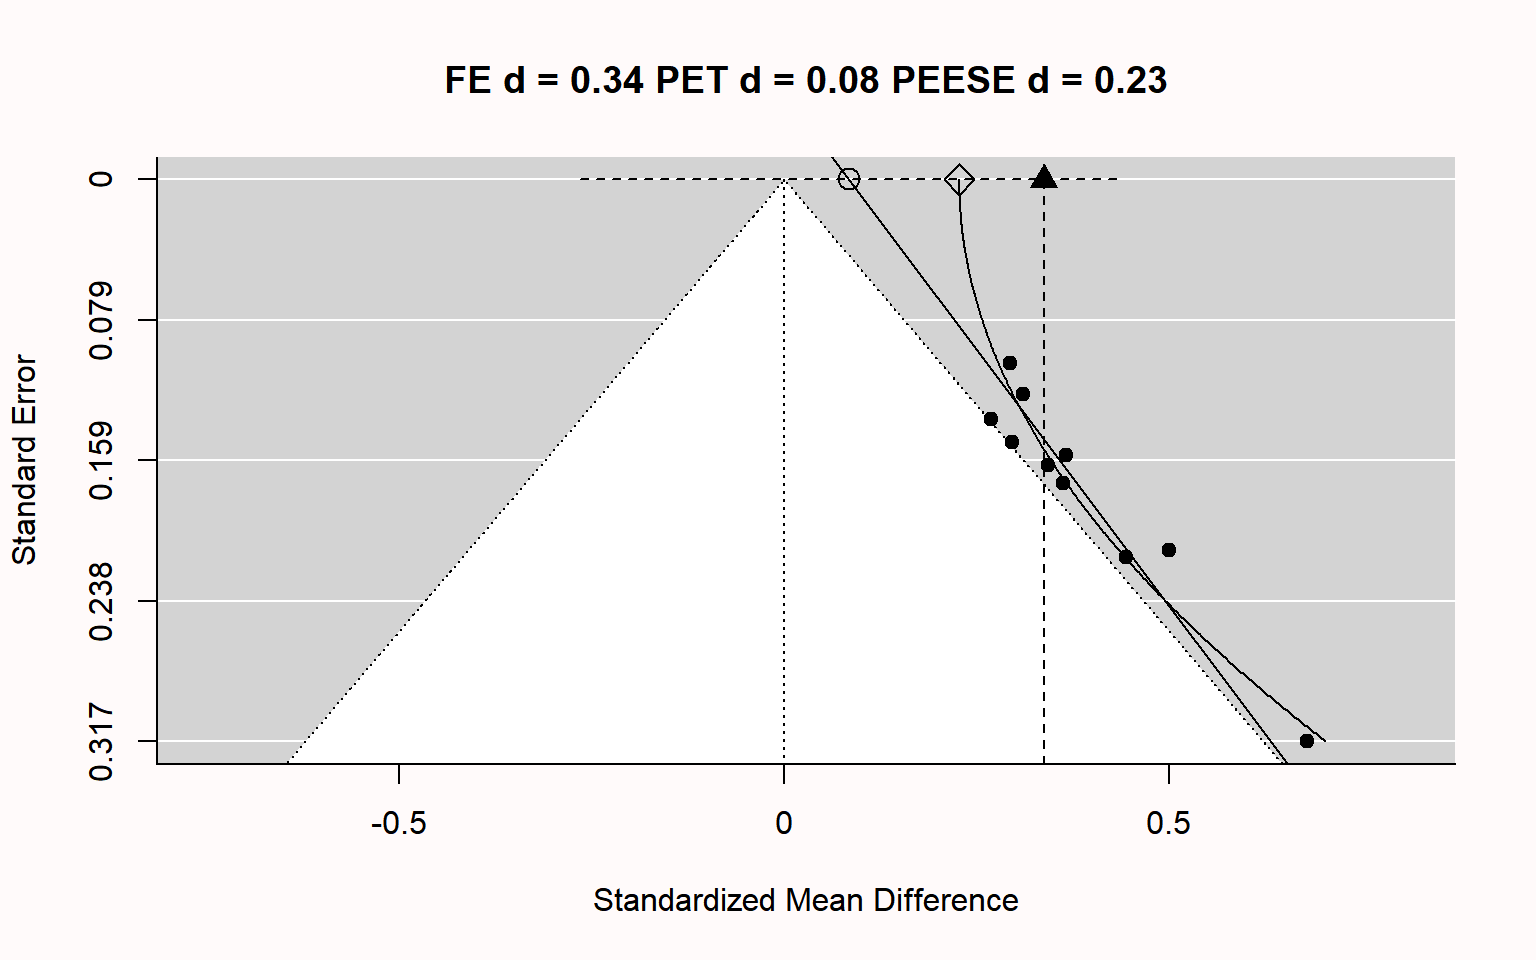 FE d = 0.34 PET d = 0.08 PEESE d = 0.23
Standard Error
0
0.079
0.159
0.238
0.317
-0.5
0
0.5
Standardized Mean Difference